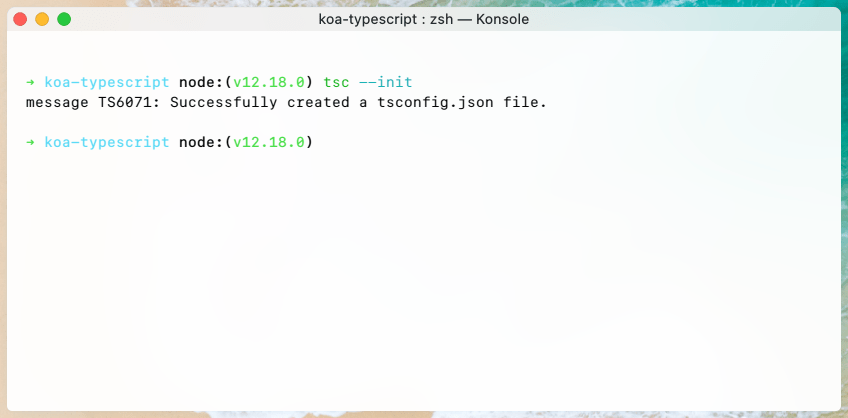 koa-typescript : zsh — Konsole
→ koa-typescript node:(v12.18.0) tsc --init
message TS6071: Successfully created a tsconfig.json file.
→ koa-typescript node:(v12.18.0)